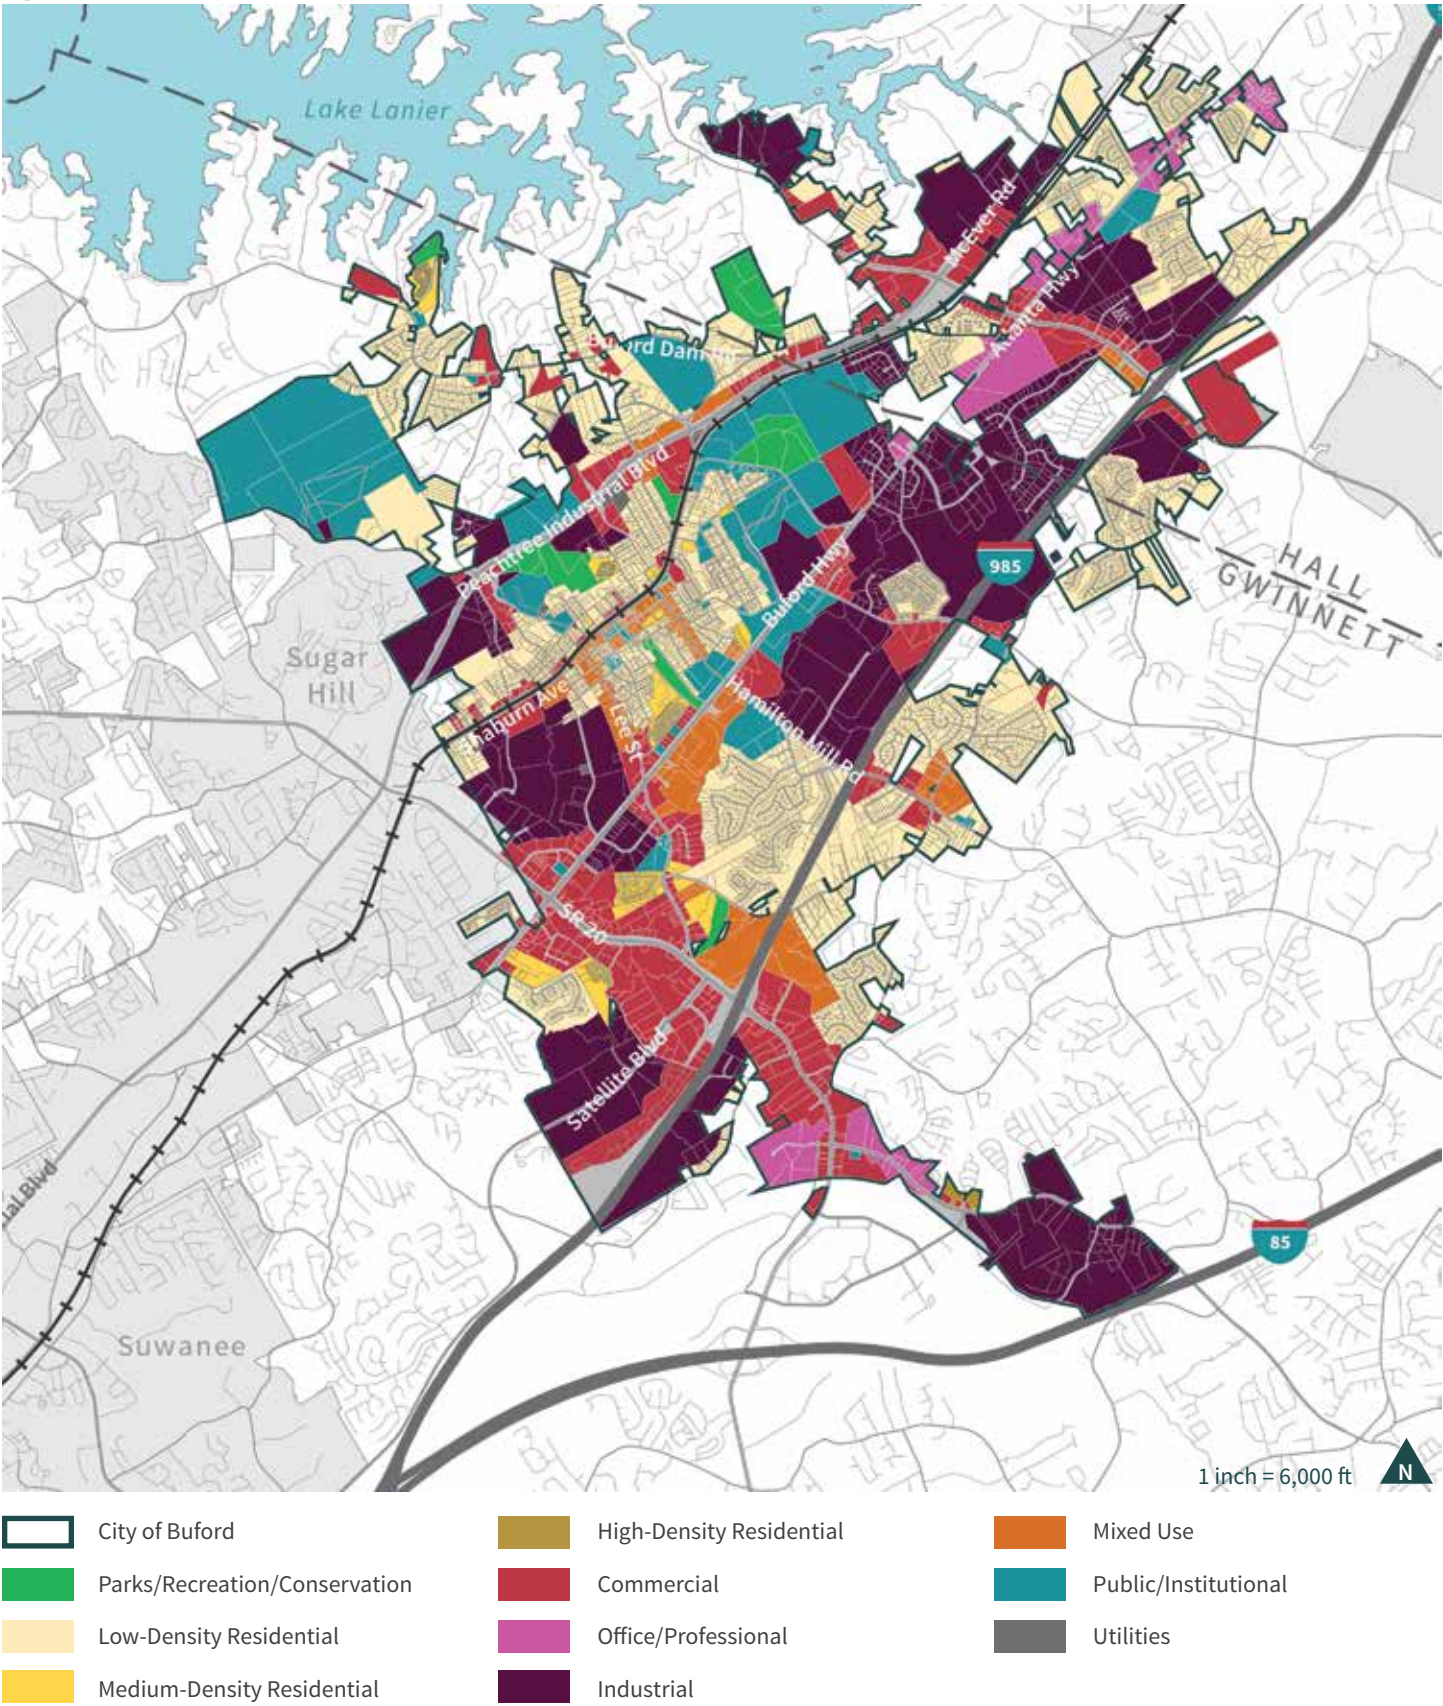 Lake Lanier
McEver Rd
Atlanta Hwy
Buford Dam
Peachtree Industrial Blvd
985
HALL
GWINNETT
Buford Hwy
Sugar
Hill
Shaburn Ave
Lee St
Hamilton Mill Rd
SR 20
Satellite Blvd
Blvd
85
Suwanee
1 inch = 6,000 ft
N
City of Buford
High-Density Residential
Mixed Use
Parks/Recreation/Conservation
Commercial
Public/Institutional
Low-Density Residential
Office/Professional
Utilities
Medium-Density Residential
Industrial